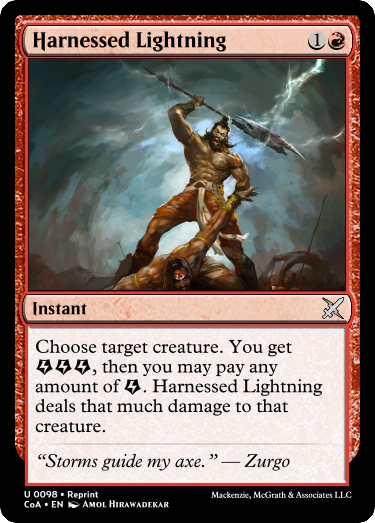 Harnessed Lightning 1
Instant
Choose target creature. You get
, then you may pay any
amount of . Harnessed Lightning
deals that much damage to that
creature.
“Storms guide my axe.” — Zurgo
U 0098 • Reprint
CoA • EN Amol Hirawadekar
Mackenzie, McGrath & Associates LLC